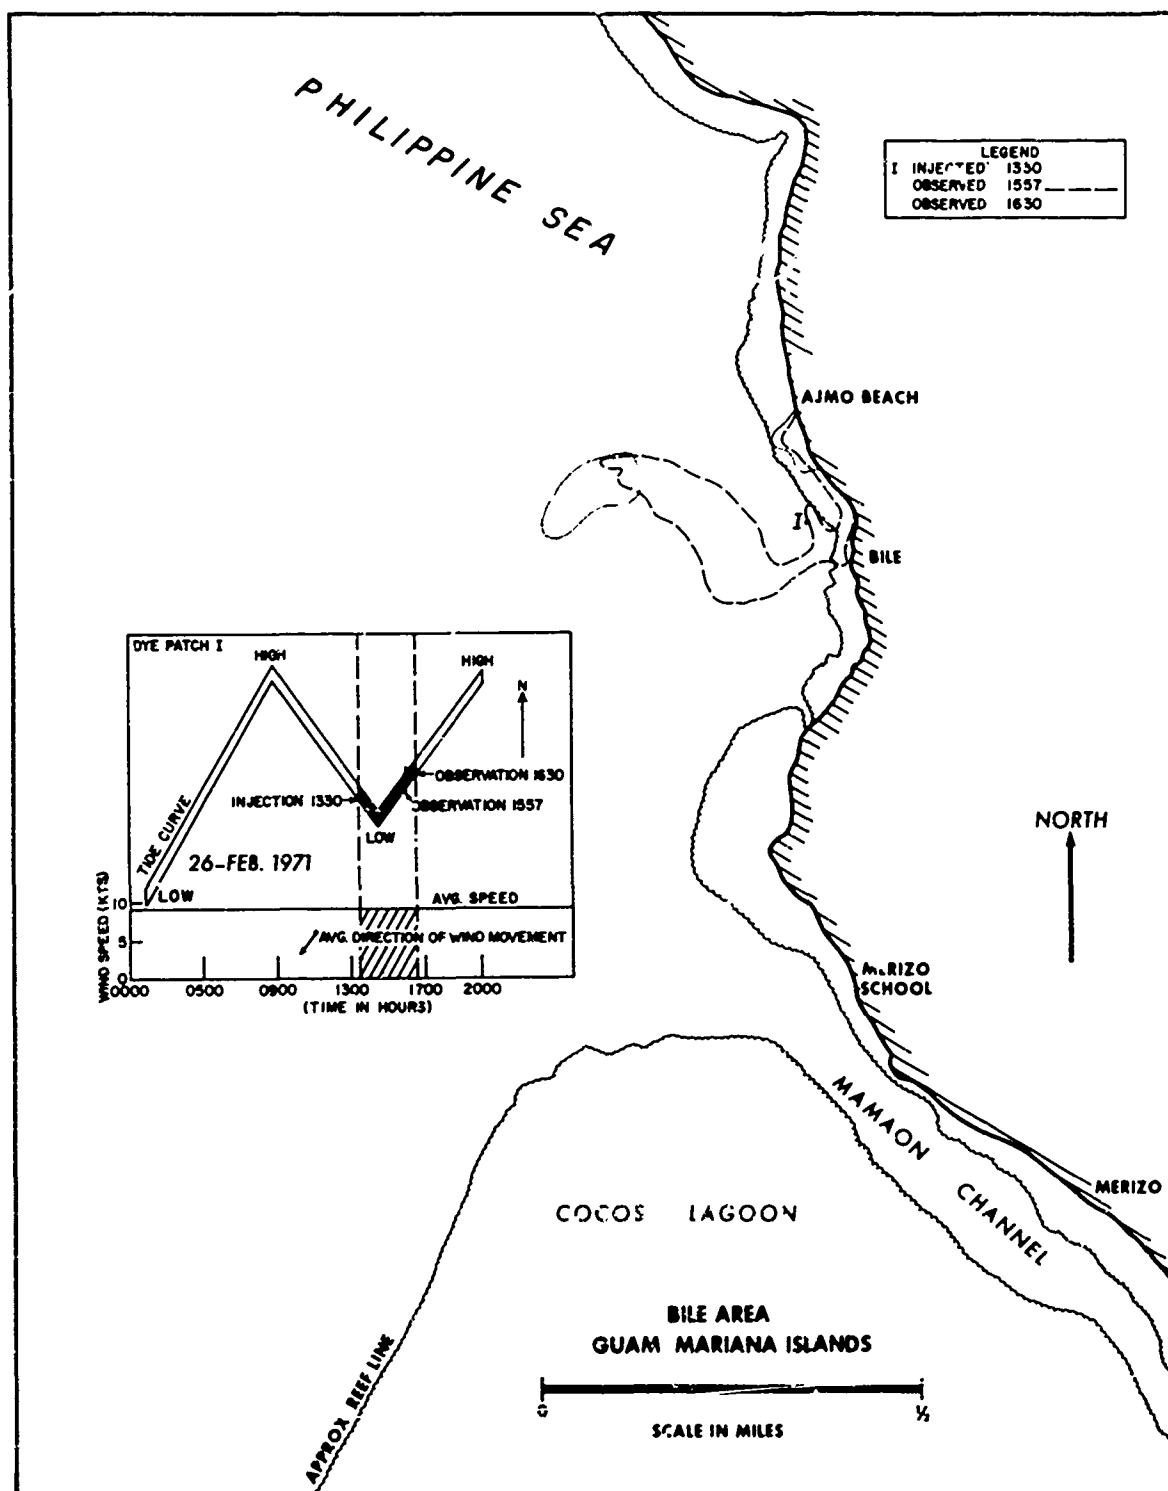 PHILIPPINE SEA
LEGEND
I INJECTED 1330
OBSERVED 1557
OBSERVED 1630
AJMO BEACH
I
BILE
DYE PATCH I
HIGH
HIGH
N
OBSERVATION 1630
INJECTION 1330
OBSERVATION 1557
LOW
TIDE CURVE
26-FEB. 1971
LOW
AVG. SPEED
AVG. DIRECTION OF WIND MOVEMENT
WIND SPEED (KTS)
10
5
0
0000 0500 0900 1300 1700 2000
(TIME IN HOURS)
NORTH
MERIZO
SCHOOL
MAMAON CHANNEL
MERIZO
COCOS LAGOON
BILE AREA
GUAM MARIANA ISLANDS
APPROX REEF LINE
0 ½
SCALE IN MILES